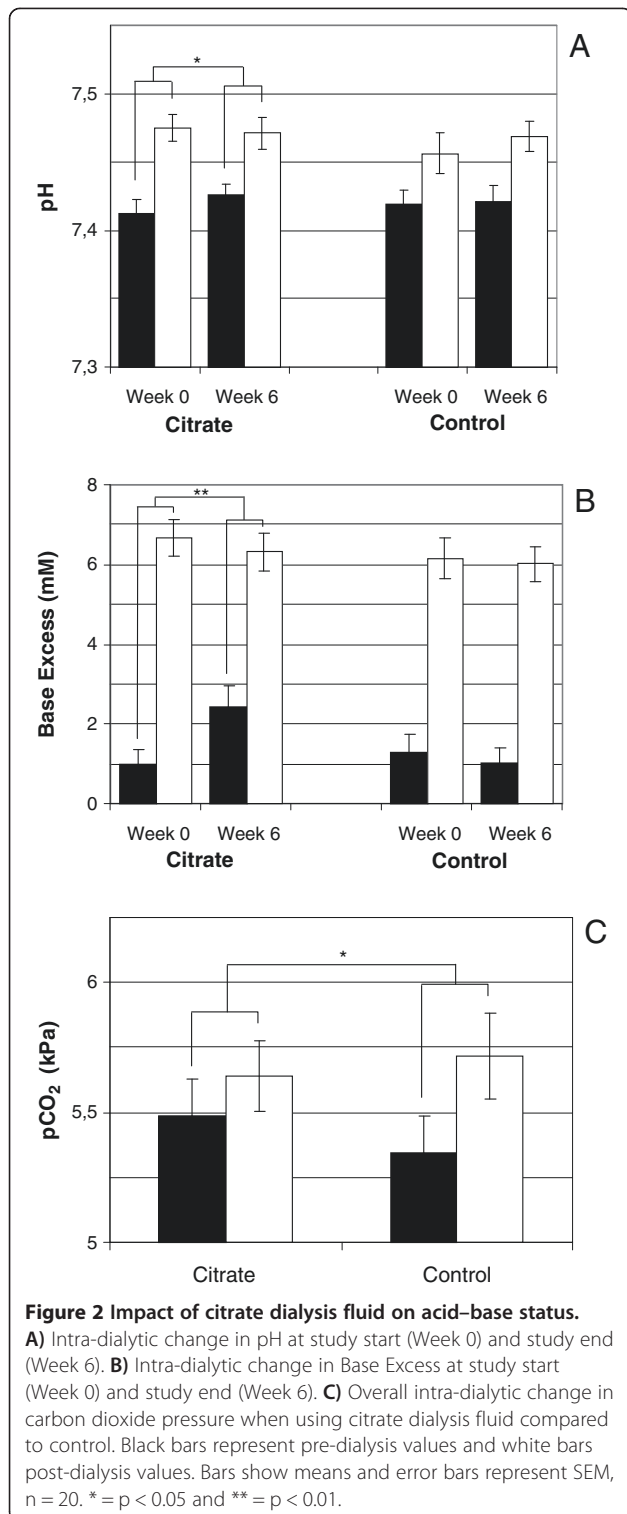 A
*
7,5
7,4
7,3
pH
Week 0 Week 6 Week 0 Week 6
Citrate Control
B
**
8
6
4
2
0
Base Excess (mM)
Week 0 Week 6 Week 0 Week 6
Citrate Control
C
*
6
5,5
5
pCO₂ (kPa)
Citrate Control
Figure 2 Impact of citrate dialysis fluid on acid–base status.
A) Intra-dialytic change in pH at study start (Week 0) and study end
(Week 6). B) Intra-dialytic change in Base Excess at study start
(Week 0) and study end (Week 6). C) Overall intra-dialytic change in
carbon dioxide pressure when using citrate dialysis fluid compared
to control. Black bars represent pre-dialysis values and white bars
post-dialysis values. Bars show means and error bars represent SEM,
n = 20. * = p < 0.05 and ** = p < 0.01.